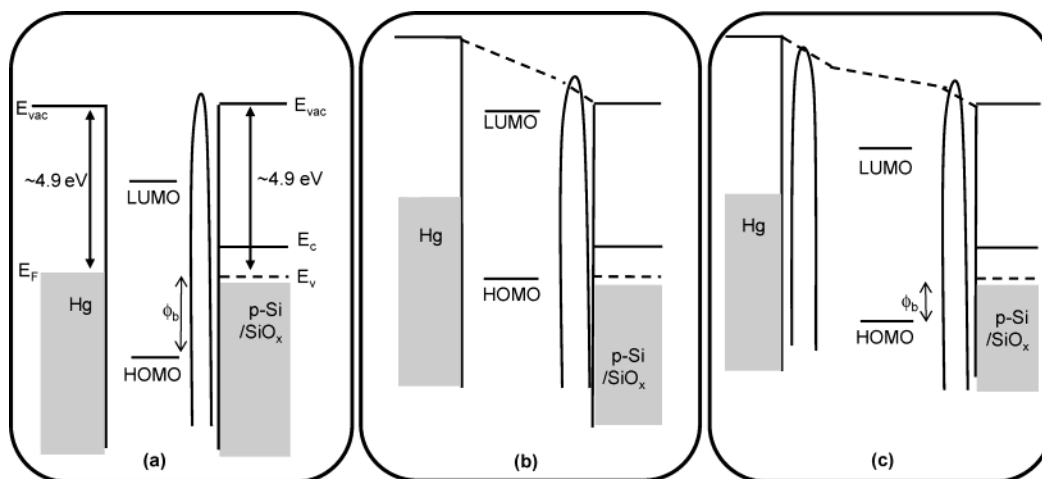 E_vac
E_vac
~4.9 eV
~4.9 eV
LUMO
E_c
E_F
E_v
Hg
ϕ_b
p-Si
/SiO_x
HOMO
(a)
LUMO
Hg
HOMO
p-Si
/SiO_x
(b)
LUMO
Hg
ϕ_b
HOMO
p-Si
/SiO_x
(c)